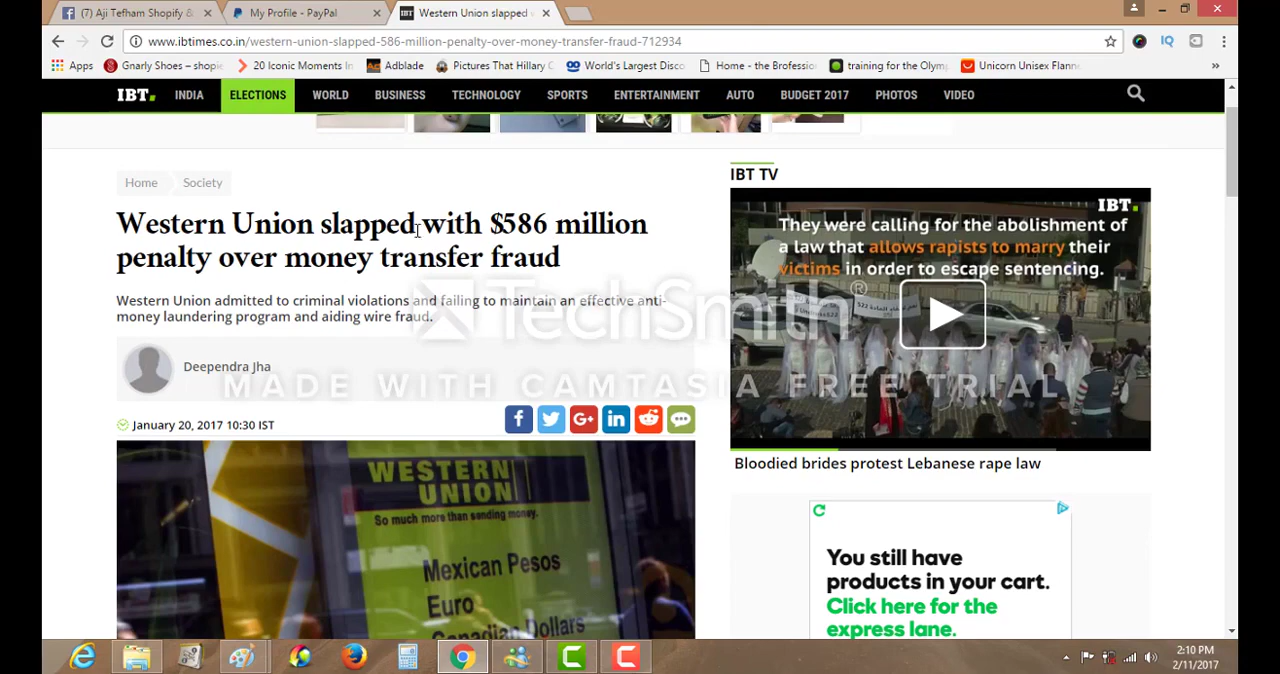 (7) Aji Tefham Shopify &
My Profile - PayPal
IBT
Western Union slapped
www.ibtimes.co.in/western-union-slapped-586-million-penalty-over-money-transfer-fraud-712934
Apps
Gnarly Shoes – shopi
20 Iconic Moments In
Adblade
Pictures That Hillary C
World's Largest Disco
Home - the Brofession
training for the Olymp
Unicorn Unisex Flanne
IBT.
INDIA
ELECTIONS
WORLD
BUSINESS
TECHNOLOGY
SPORTS
ENTERTAINMENT
AUTO
BUDGET 2017
PHOTOS
VIDEO
Home
Society
Western Union slapped with $586 million
penalty over money transfer fraud
Western Union admitted to criminal violations and failing to maintain an effective anti-
money laundering program and aiding wire fraud.
Deependra Jha
January 20, 2017 10:30 IST
WESTERN
UNION
So much more than sending money.
Mexican Pesos
Euro
Canadian Dollars
IBT TV
IBT.
They were calling for the abolishment of
a law that allows rapists to marry their
victims in order to escape sentencing.
Bloodied brides protest Lebanese rape law
You still have
products in your cart.
Click here for the
express lane.
TechSmith®
MADE WITH CAMTASIA FREE TRIAL
2:10 PM
2/11/2017